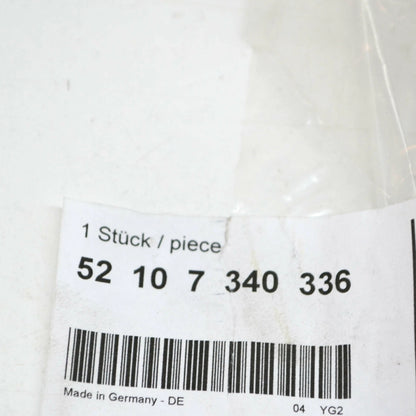 1 Stück / piece
52 10 7 340 336
Made in Germany - DE 04 YG2